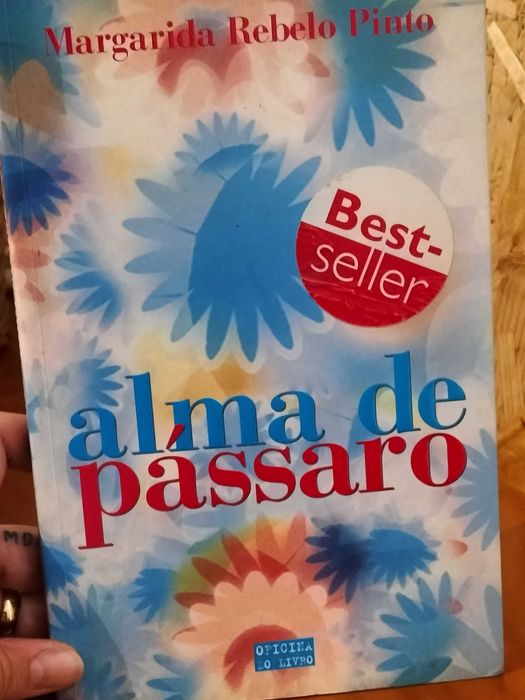 Margarida Rebelo Pinto
Best-
seller
alma de
pássaro
OFICINA
DO LIVRO